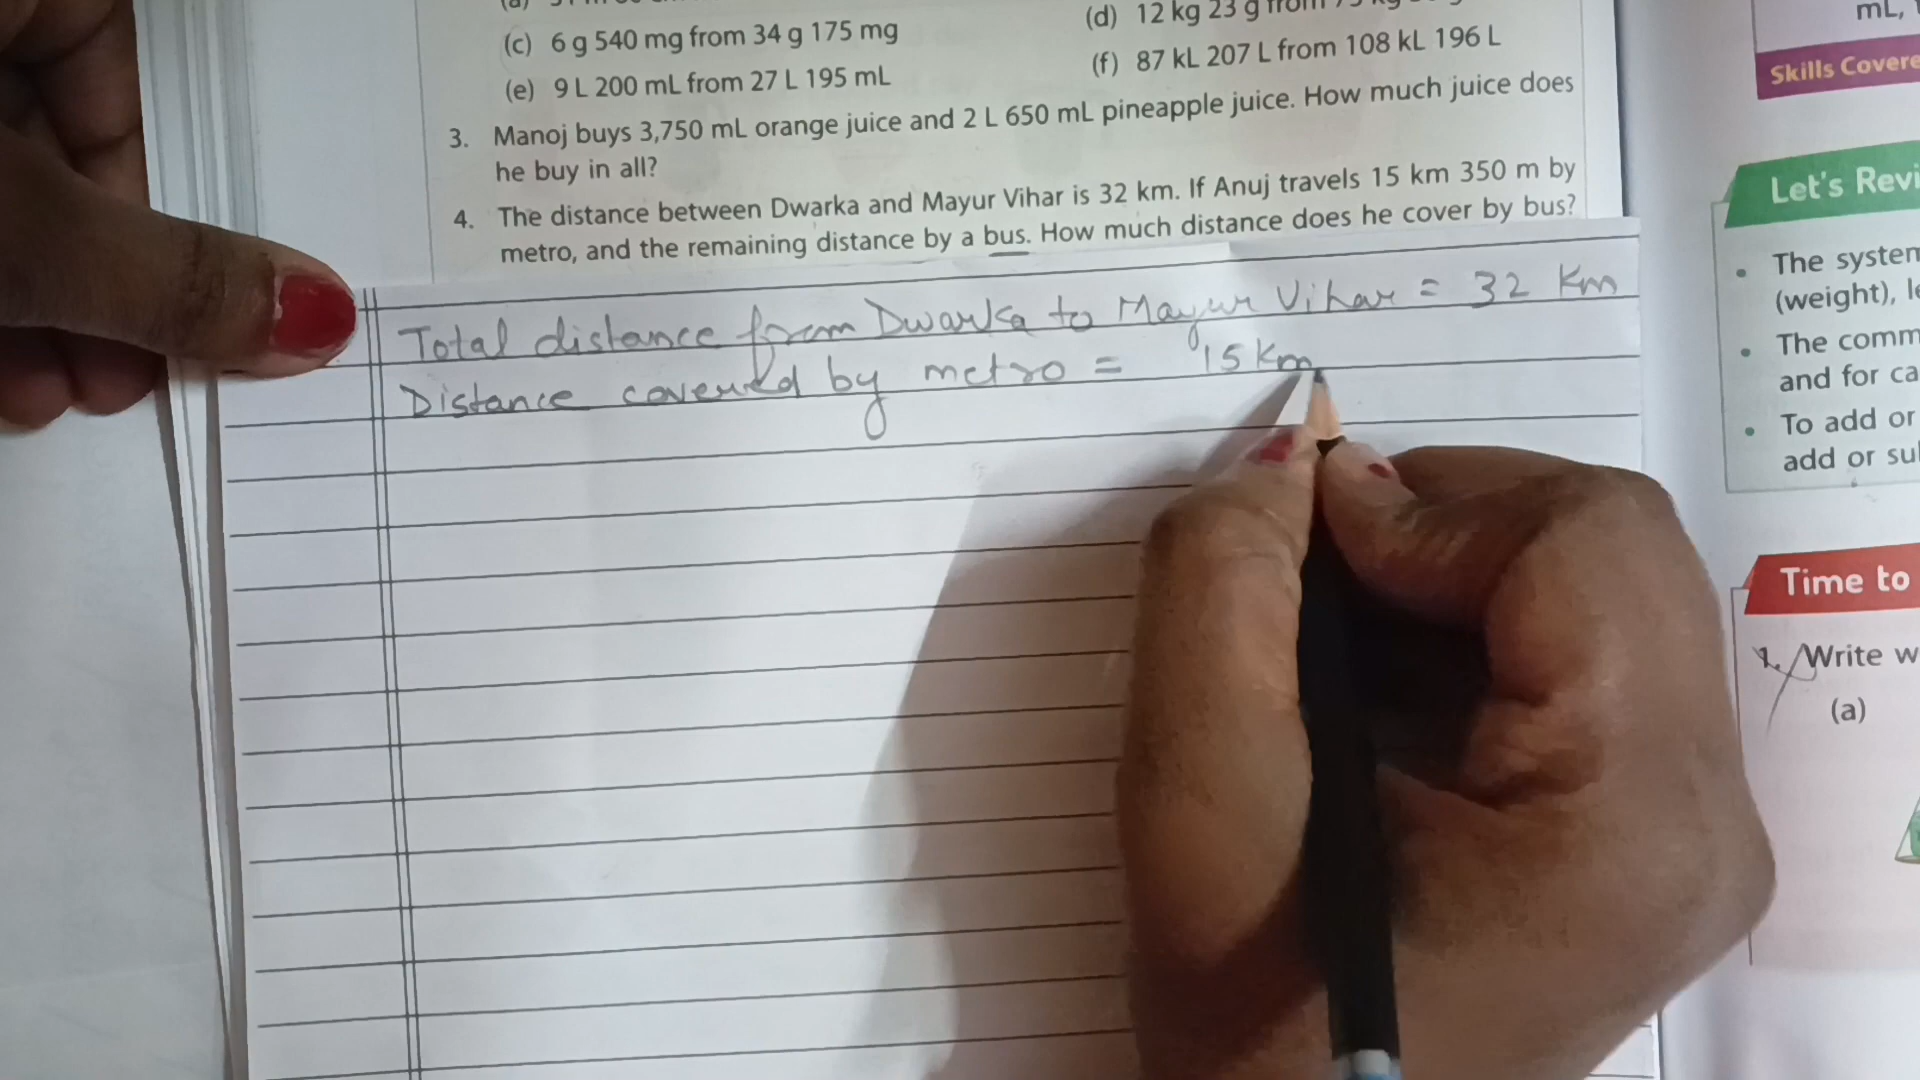 (c) 6 g 540 mg from 34 g 175 mg
(d) 12 kg 23 g from
(e) 9 L 200 mL from 27 L 195 mL
(f) 87 kL 207 L from 108 kL 196 L
3. Manoj buys 3,750 mL orange juice and 2 L 650 mL pineapple juice. How much juice does
he buy in all?
4. The distance between Dwarka and Mayur Vihar is 32 km. If Anuj travels 15 km 350 m by
metro, and the remaining distance by a bus. How much distance does he cover by bus?
Total distance from Dwarka to Mayur Vihar = 32 Km
Distance covered by metro = 15 Km
mL,
Skills Covere
Let's Revi
• The system
(weight), le
• The comm
and for ca
• To add or
add or su
Time to
1. Write w
(a)